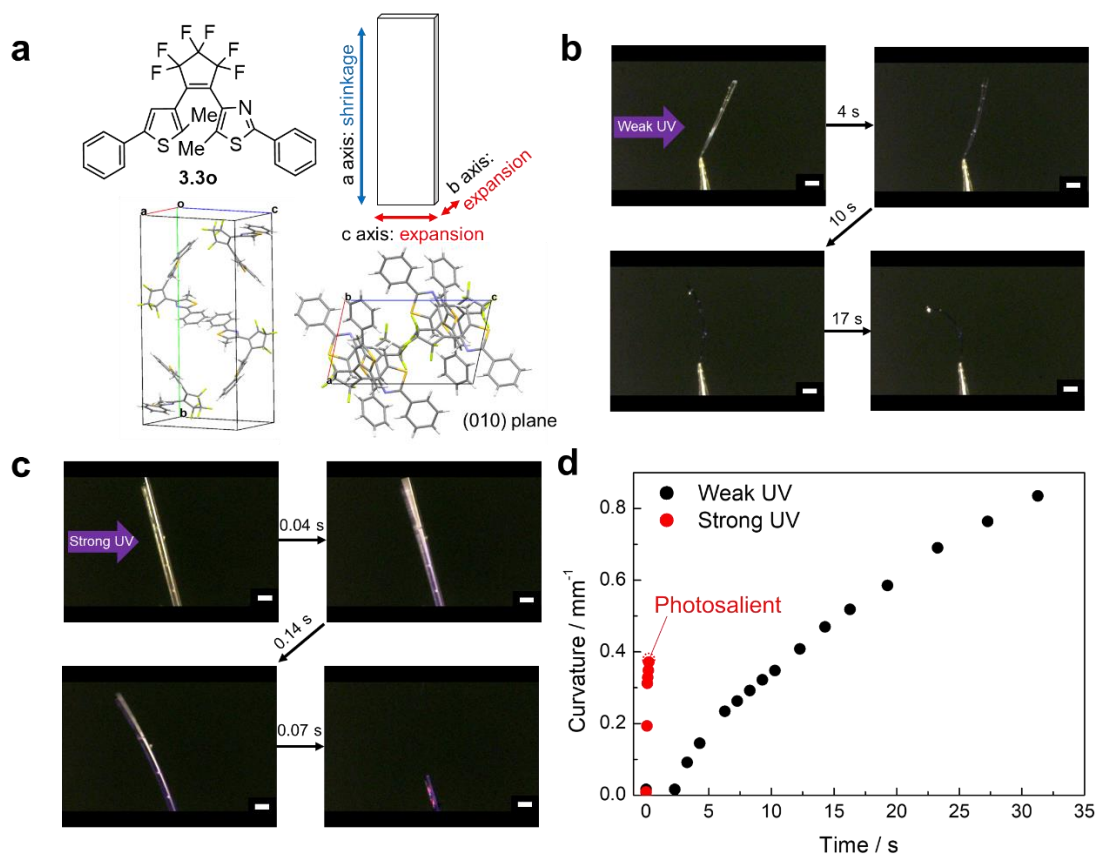 a
F F
F F
F F
Me
N
S
Me
S
3.3o
a axis: shrinkage
b axis:
expansion
c axis: expansion
a
o
c
b
b
c
a
(010) plane
b
Weak UV
4 s
10 s
17 s
c
Strong UV
0.04 s
0.14 s
0.07 s
d
Weak UV
Strong UV
Photosalient
Curvature / mm⁻¹
0.8
0.6
0.4
0.2
0.0
0 5 10 15 20 25 30 35
Time / s